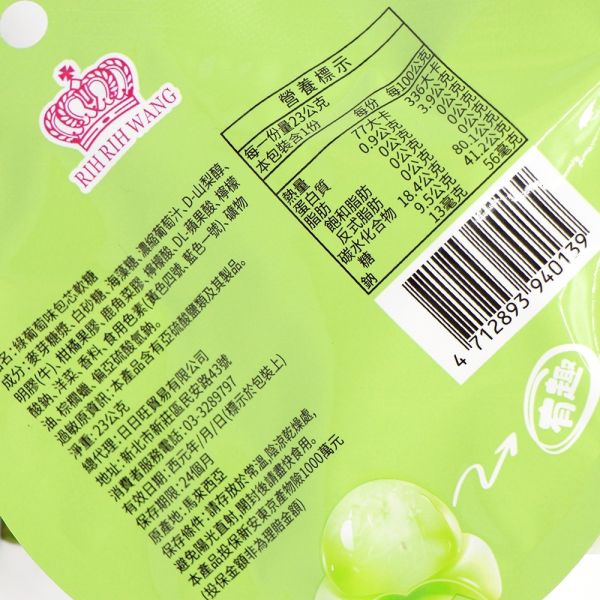 RIH RIH WANG
營養標示
每一份量23公克
本包裝含1份
每份 每100公克
熱量 77大卡 336大卡
蛋白質 0.9公克 3.9公克
脂肪 0公克 0公克
飽和脂肪 0公克 0公克
反式脂肪 0公克 0公克
碳水化合物 18.4公克 80.1公克
糖 9.5公克 41.2公克
鈉 13毫克 56毫克
4 712893 940139
有趣
名:綠葡萄味包芯軟糖
成分:麥芽糖漿、白砂糖、海藻糖、濃縮葡萄汁、D-山梨醇、
明膠(牛)、柑橘果膠、鹿角菜膠、檸檬酸、DL-蘋果酸、檸檬
酸鈉、洋菜、香料、食用色素(黃色四號、藍色一號)、礦物
油、棕櫚蠟、偏亞硫酸氫鈉。
過敏原資訊:本產品含有亞硫酸鹽類及其製品。
淨重:23公克
總代理:日日旺貿易有限公司
地址:新北市新莊區民安路43號
消費者服務電話:03-3289797
有效日期:西元年/月/日(標示於包裝上)
保存期限:24個月
原產地:馬來西亞
保存條件:請存放於常溫,陰涼乾燥處,
避免陽光直射,開封後請盡快食用。
本產品投保新安東京產物險1000萬元
(投保金額非為理賠金額)